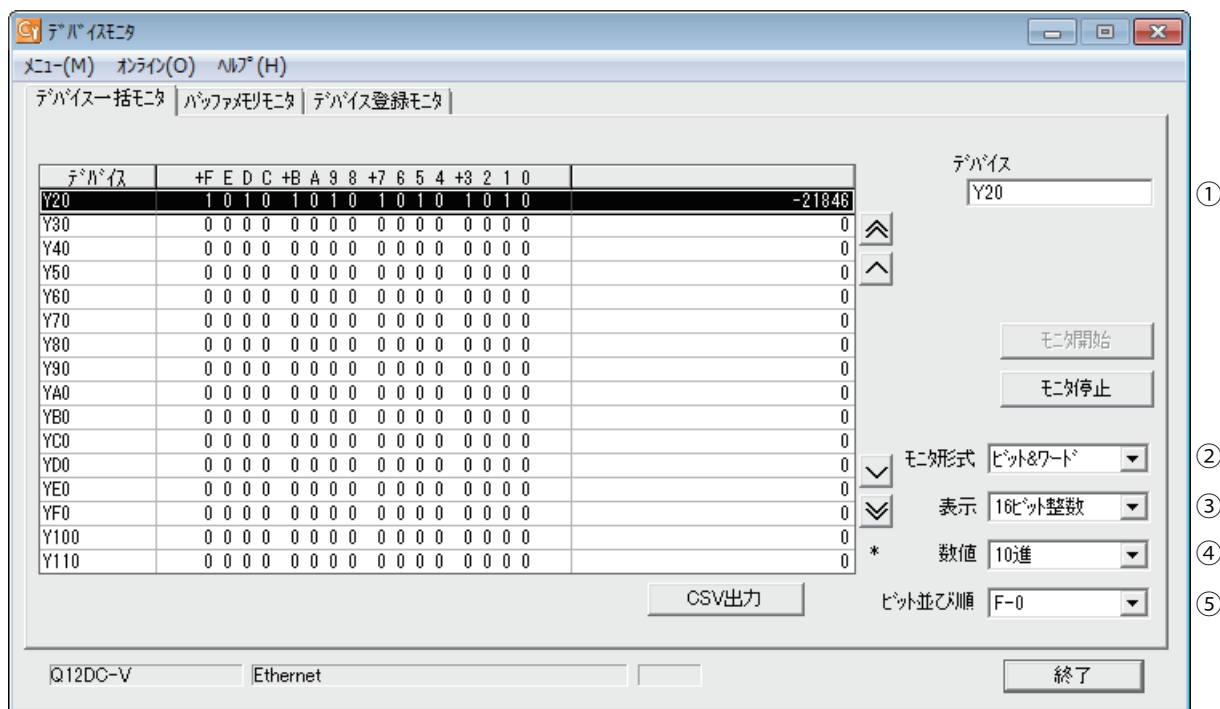 デバイスモニタ
メニュー(M) オンライン(O) ヘルプ(H)
デバイス一括モニタ バッファメモリモニタ デバイス登録モニタ
デバイス
Y20 ①
デバイス +F E D C +B A 9 8 +7 6 5 4 +3 2 1 0
Y20 1 0 1 0 1 0 1 0 1 0 1 0 1 0 1 0 -21846
Y30 0 0 0 0 0 0 0 0 0 0 0 0 0 0 0 0 0
Y40 0 0 0 0 0 0 0 0 0 0 0 0 0 0 0 0 0
Y50 0 0 0 0 0 0 0 0 0 0 0 0 0 0 0 0 0
Y60 0 0 0 0 0 0 0 0 0 0 0 0 0 0 0 0 0
Y70 0 0 0 0 0 0 0 0 0 0 0 0 0 0 0 0 0
Y80 0 0 0 0 0 0 0 0 0 0 0 0 0 0 0 0 0
Y90 0 0 0 0 0 0 0 0 0 0 0 0 0 0 0 0 0
YA0 0 0 0 0 0 0 0 0 0 0 0 0 0 0 0 0 0
YB0 0 0 0 0 0 0 0 0 0 0 0 0 0 0 0 0 0
YC0 0 0 0 0 0 0 0 0 0 0 0 0 0 0 0 0 0
YD0 0 0 0 0 0 0 0 0 0 0 0 0 0 0 0 0 0
YE0 0 0 0 0 0 0 0 0 0 0 0 0 0 0 0 0 0
YF0 0 0 0 0 0 0 0 0 0 0 0 0 0 0 0 0 0
Y100 0 0 0 0 0 0 0 0 0 0 0 0 0 0 0 0 0
Y110 0 0 0 0 0 0 0 0 0 0 0 0 0 0 0 0 0
モニタ開始
モニタ停止
モニタ形式 ビット&ワード ②
表示 16ビット整数 ③
* 数値 10進 ④
CSV出力
ビット並び順 F-0 ⑤
Q12DC-V Ethernet 終了